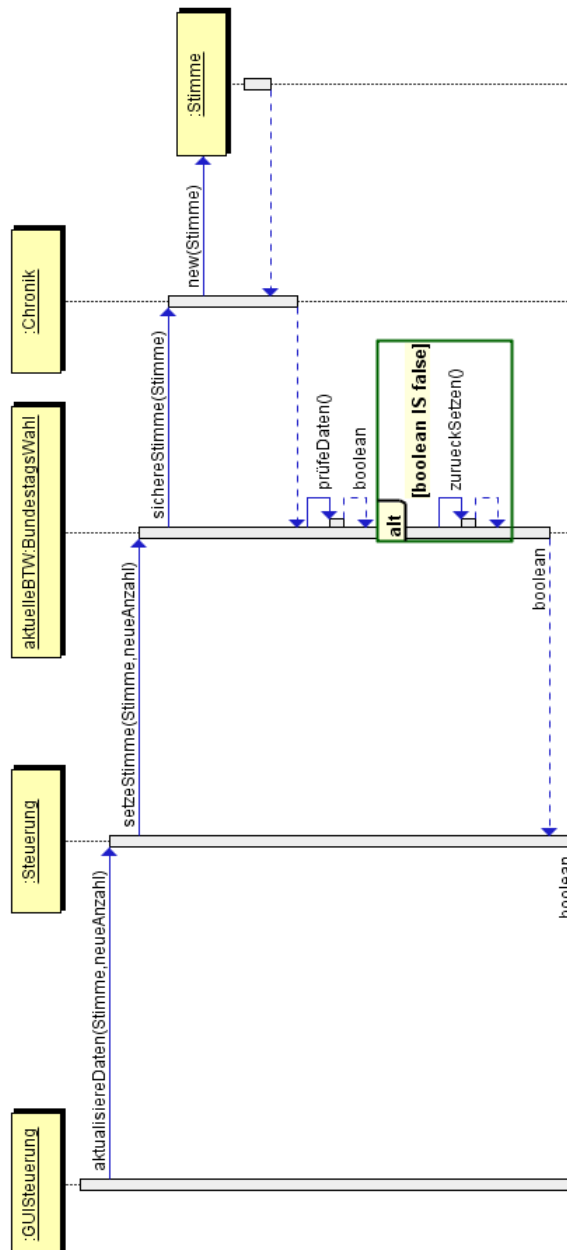 :GUISteuerung
:Steuerung
aktuelleBTW:BundestagsWahl
:Chronik
:Stimme
aktualisiereDaten(Stimme,neueAnzahl)
setzeStimme(Stimme,neueAnzahl)
sichereStimme(Stimme)
new(Stimme)
prüfeDaten()
boolean
alt
[boolean IS false]
zurueckSetzen()
boolean
boolean